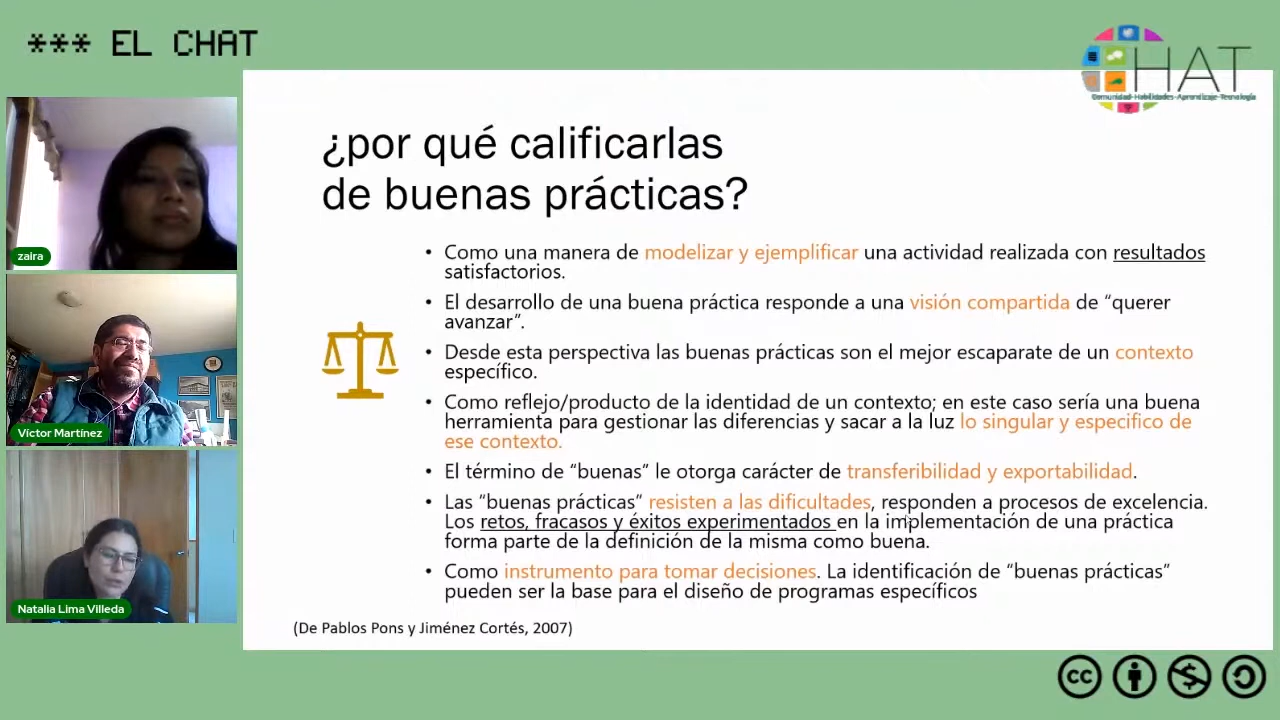 *** EL CHAT
HAT
Comunidad-Habilidades-Aprendizaje-Tecnología
¿por qué calificarlas
de buenas prácticas?
zaira
Víctor Martínez
Natalia Lima Villeda
• Como una manera de modelizar y ejemplificar una actividad realizada con resultados
satisfactorios.
• El desarrollo de una buena práctica responde a una visión compartida de “querer
avanzar”.
• Desde esta perspectiva las buenas prácticas son el mejor escaparate de un contexto
específico.
• Como reflejo/producto de la identidad de un contexto; en este caso sería una buena
herramienta para gestionar las diferencias y sacar a la luz lo singular y especifico de
ese contexto.
• El término de “buenas” le otorga carácter de transferibilidad y exportabilidad.
• Las “buenas prácticas” resisten a las dificultades, responden a procesos de excelencia.
Los retos, fracasos y éxitos experimentados en la implementación de una práctica
forma parte de la definición de la misma como buena.
• Como instrumento para tomar decisiones. La identificación de “buenas prácticas”
pueden ser la base para el diseño de programas específicos
(De Pablos Pons y Jiménez Cortés, 2007)
cc